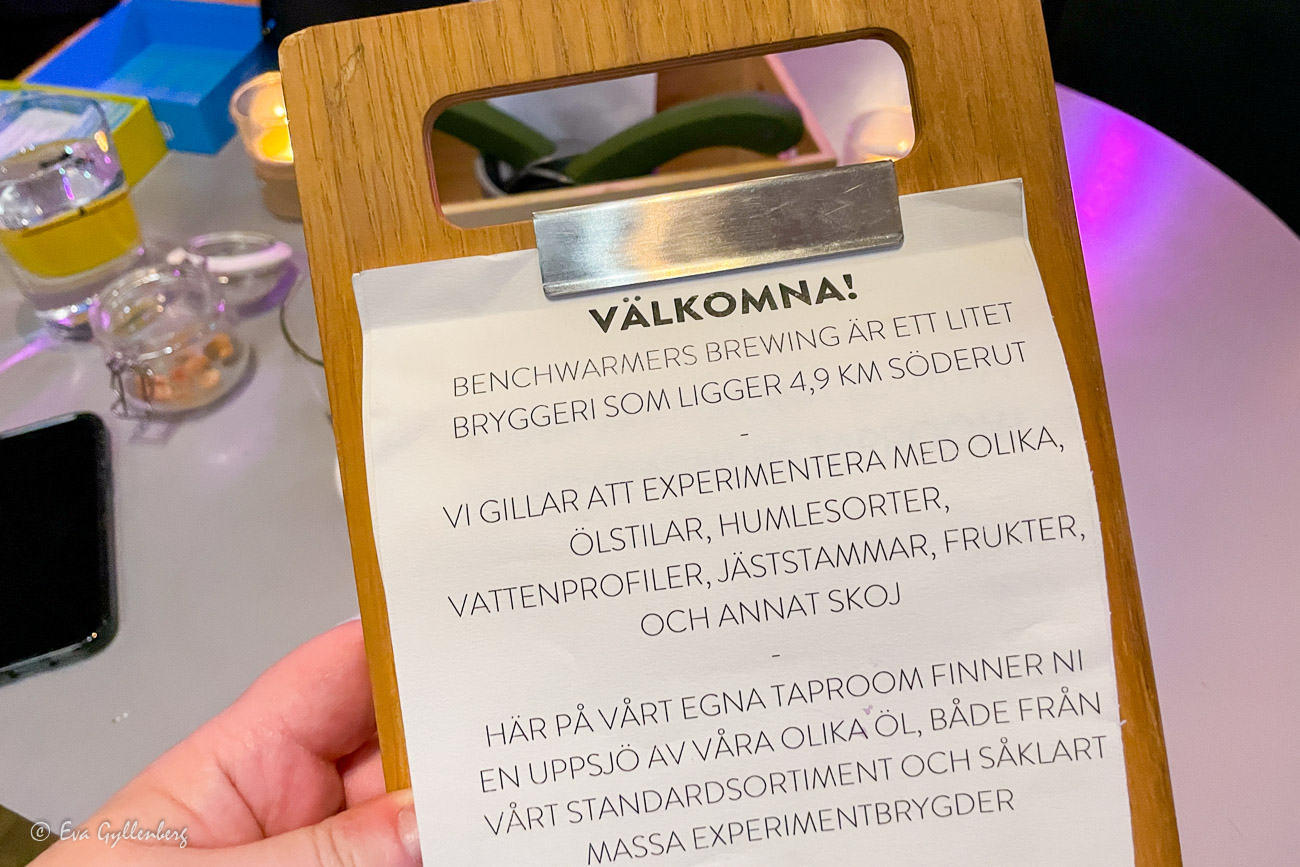 VÄLKOMNA!
BENCHWARMERS BREWING ÄR ETT LITET
BRYGGERI SOM LIGGER 4,9 KM SÖDERUT
-
VI GILLAR ATT EXPERIMENTERA MED OLIKA,
ÖLSTILAR, HUMLESORTER,
VATTENPROFILER, JÄSTSTAMMAR, FRUKTER,
OCH ANNAT SKOJ
-
HÄR PÅ VÅRT EGNA TAPROOM FINNER NI
EN UPPSJÖ AV VÅRA OLIKA ÖL, BÅDE FRÅN
VÅRT STANDARDSORTIMENT OCH SÅKLART
MASSA EXPERIMENTBRYGDER
© Eva Gyllenberg